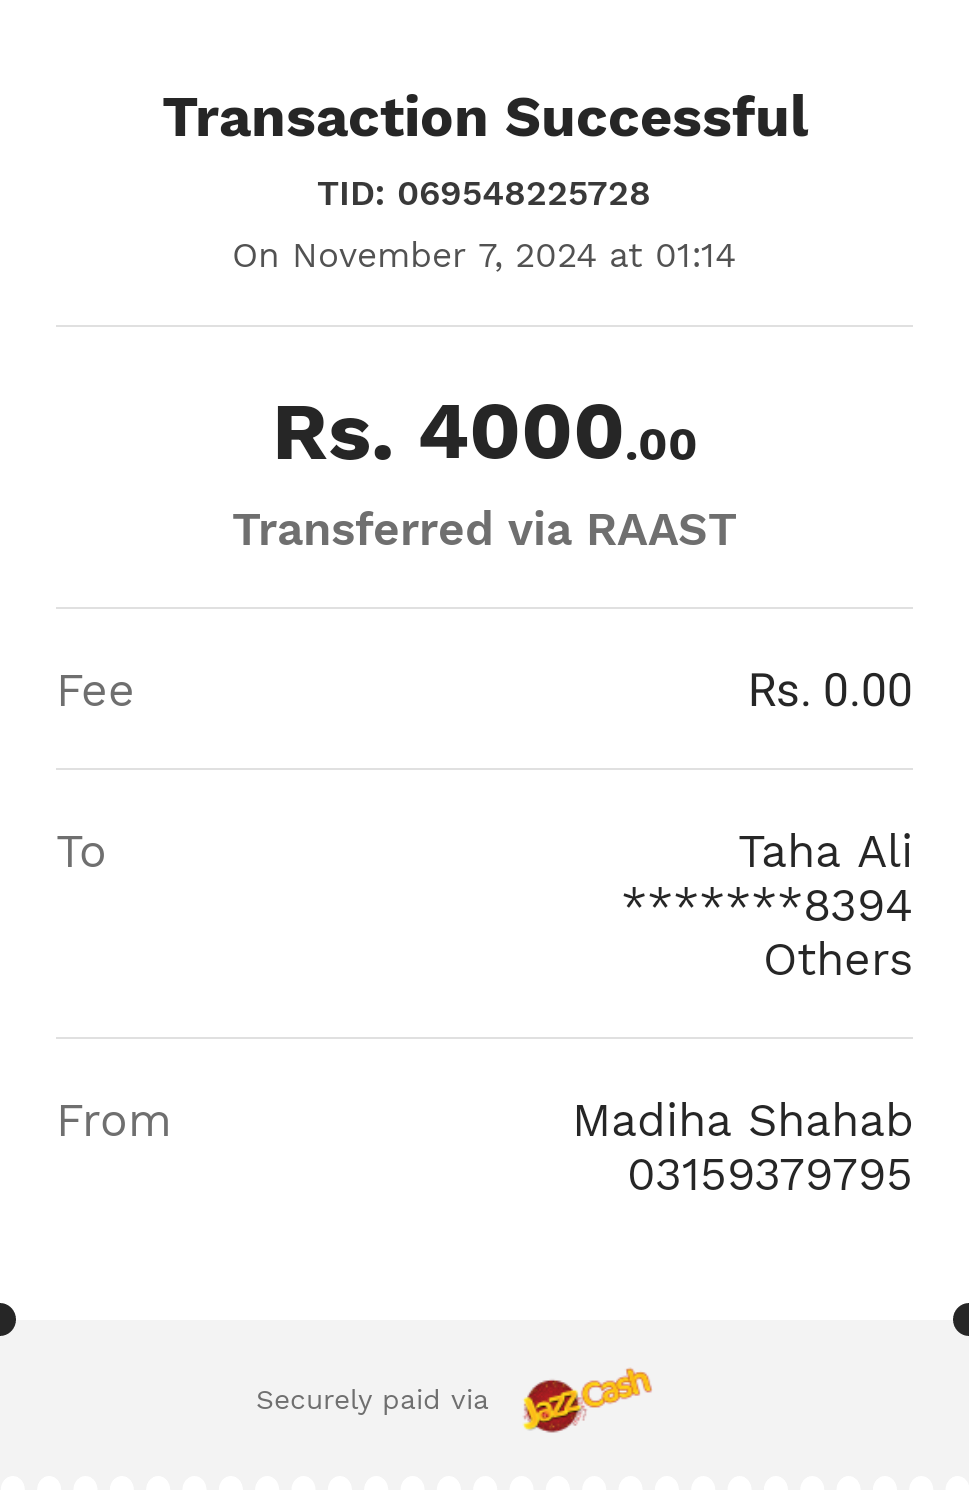 Transaction Successful
TID: 069548225728
On November 7, 2024 at 01:14
Rs. 4000.00
Transferred via RAAST
Fee Rs. 0.00
To Taha Ali
*******8394
Others
From Madiha Shahab
03159379795
Securely paid via JazzCash